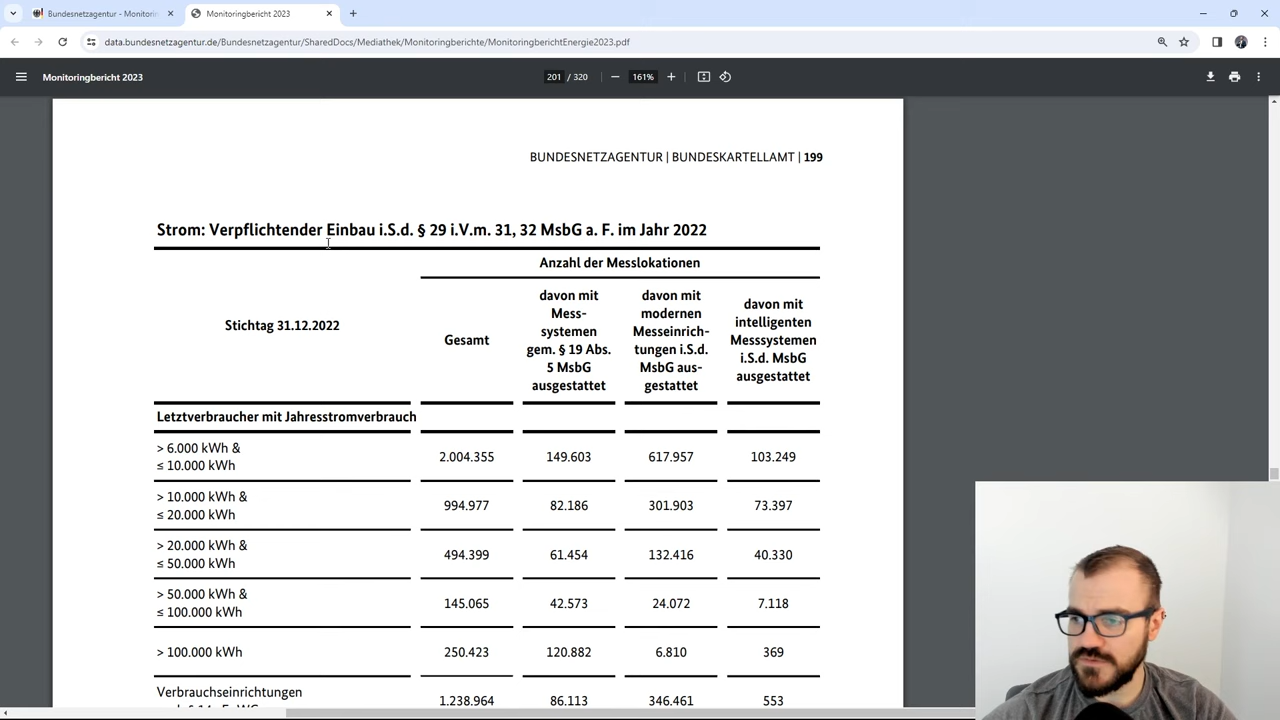 Bundesnetzagentur - Monitorin
Monitoringbericht 2023
data.bundesnetzagentur.de/Bundesnetzagentur/SharedDocs/Mediathek/Monitoringberichte/MonitoringberichtEnergie2023.pdf
Monitoringbericht 2023
201 / 320
161%
BUNDESNETZAGENTUR | BUNDESKARTELLAMT | 199
Strom: Verpflichtender Einbau i.S.d. § 29 i.V.m. 31, 32 MsbG a. F. im Jahr 2022
Anzahl der Messlokationen
Stichtag 31.12.2022
Gesamt
davon mit
Mess-
systemen
gem. § 19 Abs.
5 MsbG
ausgestattet
davon mit
modernen
Messeinrich-
tungen i.S.d.
MsbG aus-
gestattet
davon mit
intelligenten
Messsystemen
i.S.d. MsbG
ausgestattet
Letztverbraucher mit Jahresstromverbrauch
> 6.000 kWh &
≤ 10.000 kWh
2.004.355 149.603 617.957 103.249
> 10.000 kWh &
≤ 20.000 kWh
994.977 82.186 301.903 73.397
> 20.000 kWh &
≤ 50.000 kWh
494.399 61.454 132.416 40.330
> 50.000 kWh &
≤ 100.000 kWh
145.065 42.573 24.072 7.118
> 100.000 kWh 250.423 120.882 6.810 369
Verbrauchseinrichtungen
1.238.964 86.113 346.461 553